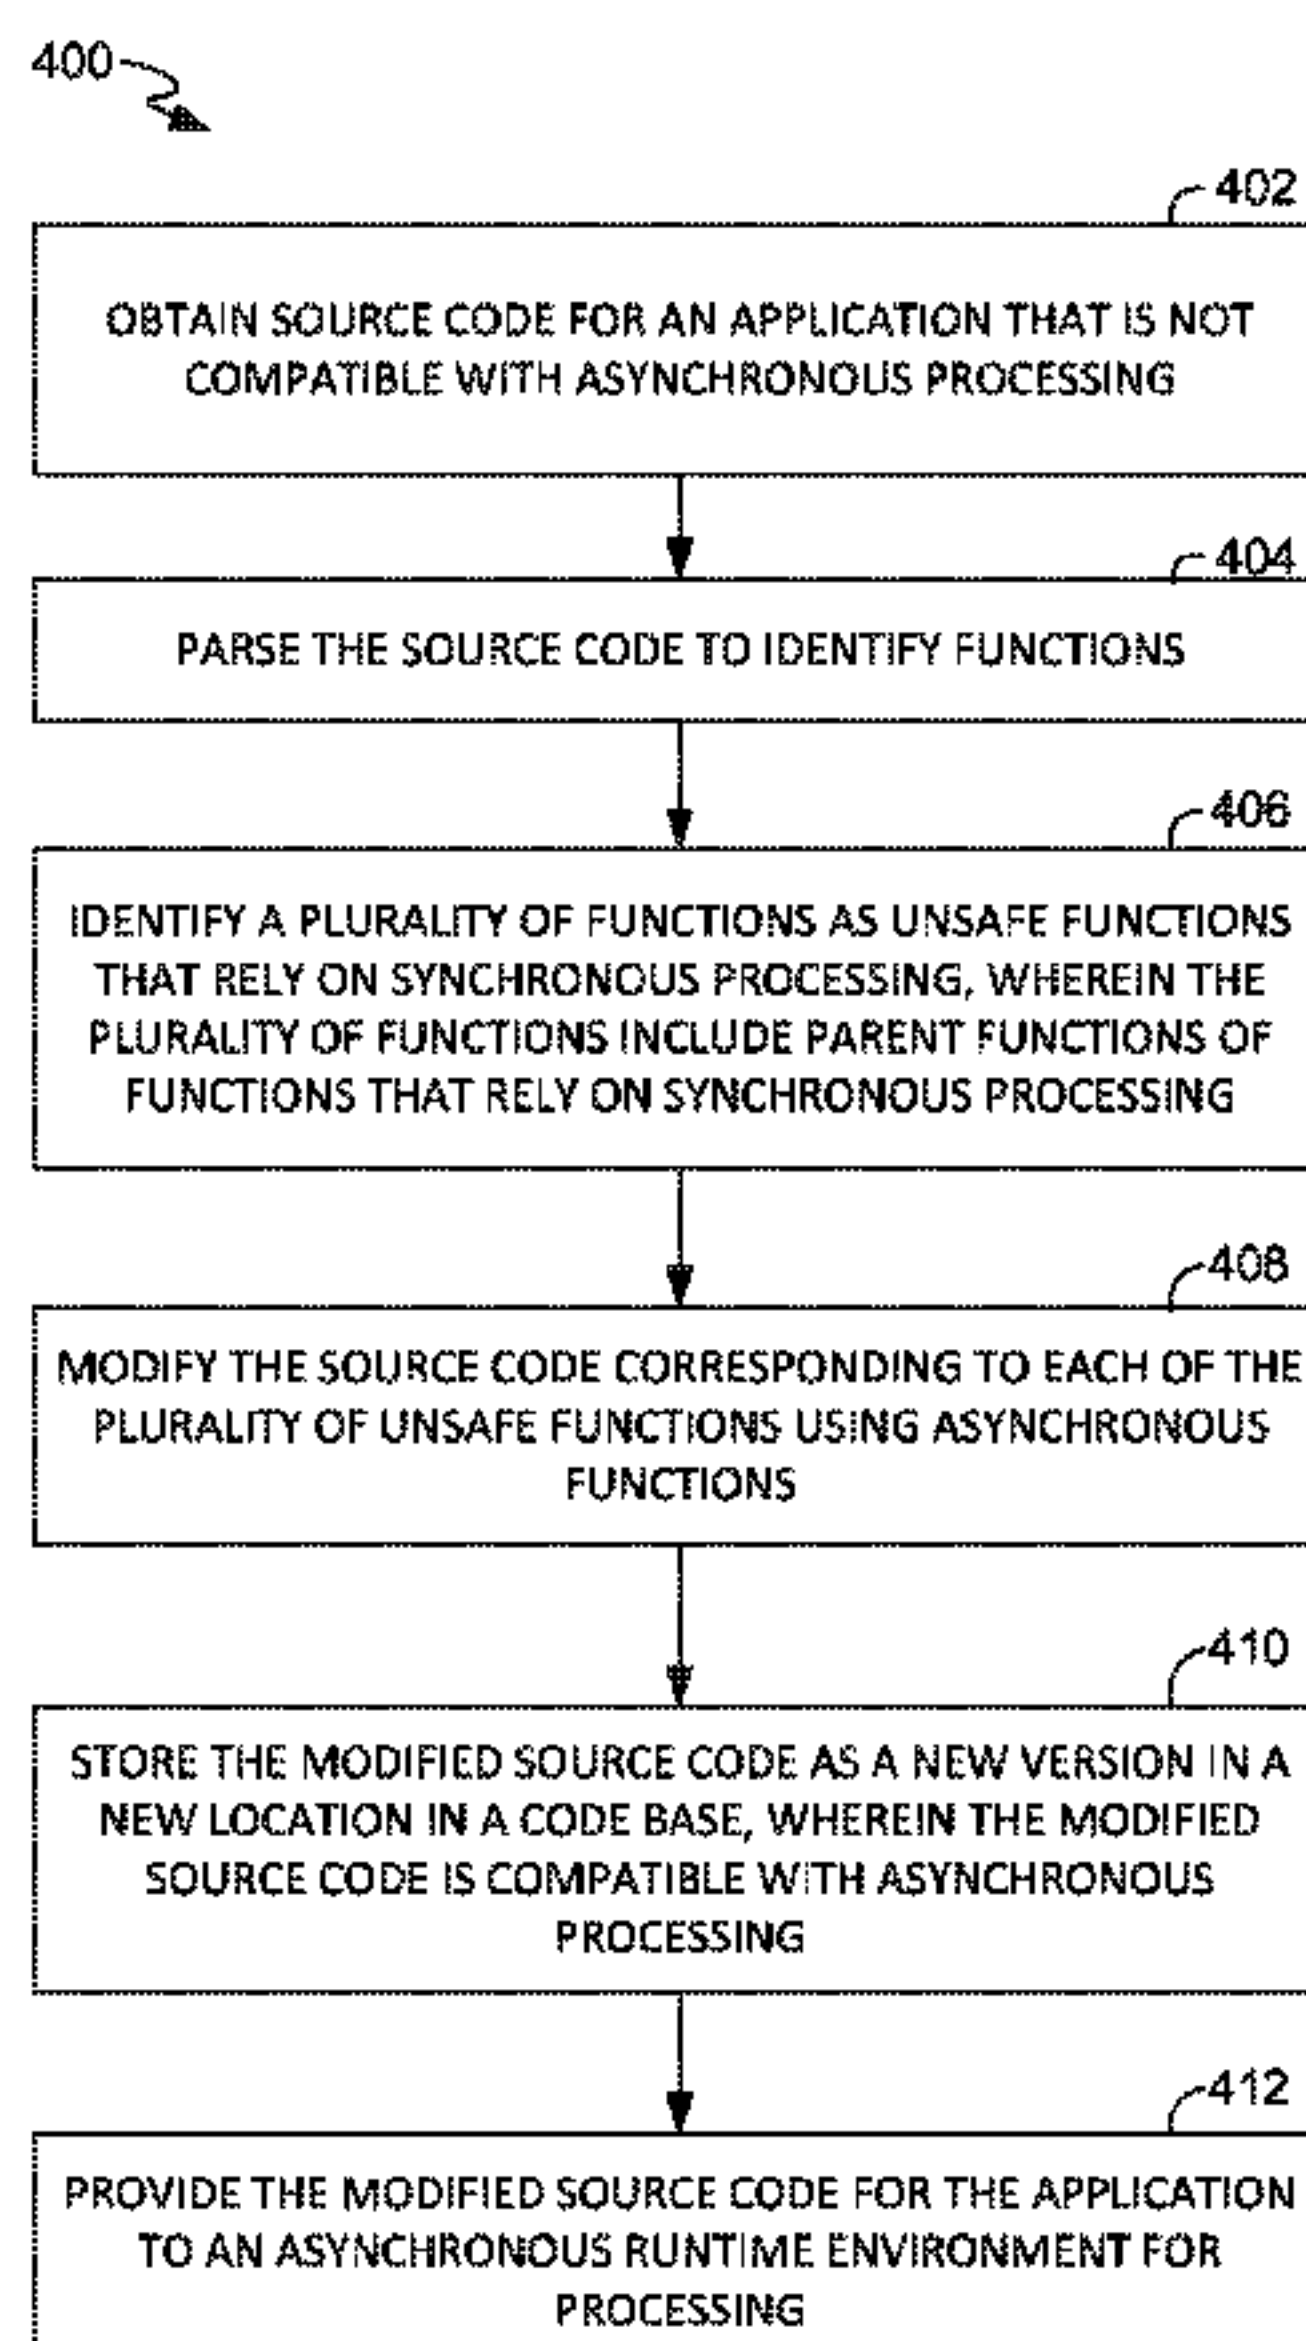 400
402
OBTAIN SOURCE CODE FOR AN APPLICATION THAT IS NOT
COMPATIBLE WITH ASYNCHRONOUS PROCESSING
404
PARSE THE SOURCE CODE TO IDENTIFY FUNCTIONS
406
IDENTIFY A PLURALITY OF FUNCTIONS AS UNSAFE FUNCTIONS
THAT RELY ON SYNCHRONOUS PROCESSING, WHEREIN THE
PLURALITY OF FUNCTIONS INCLUDE PARENT FUNCTIONS OF
FUNCTIONS THAT RELY ON SYNCHRONOUS PROCESSING
408
MODIFY THE SOURCE CODE CORRESPONDING TO EACH OF THE
PLURALITY OF UNSAFE FUNCTIONS USING ASYNCHRONOUS
FUNCTIONS
410
STORE THE MODIFIED SOURCE CODE AS A NEW VERSION IN A
NEW LOCATION IN A CODE BASE, WHEREIN THE MODIFIED
SOURCE CODE IS COMPATIBLE WITH ASYNCHRONOUS
PROCESSING
412
PROVIDE THE MODIFIED SOURCE CODE FOR THE APPLICATION
TO AN ASYNCHRONOUS RUNTIME ENVIRONMENT FOR
PROCESSING